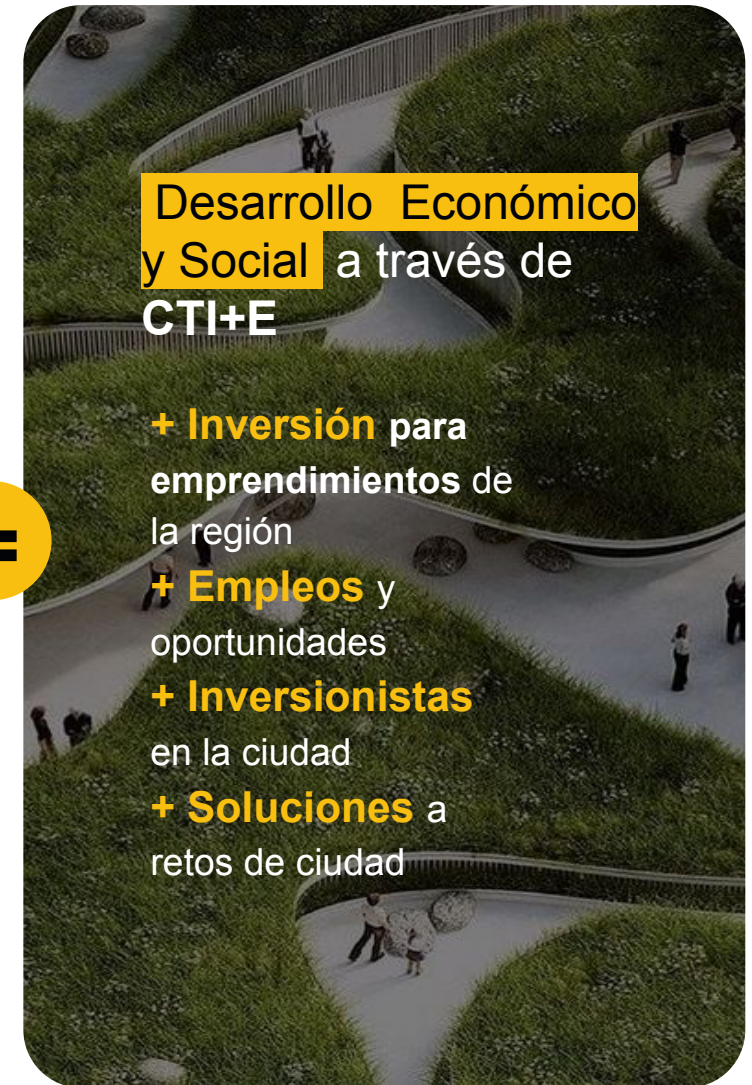 Desarrollo Económico
y Social a través de
CTI+E
+ Inversión para
emprendimientos de
la región
=
+ Empleos y
oportunidades
+ Inversionistas
en la ciudad
+ Soluciones a
retos de ciudad